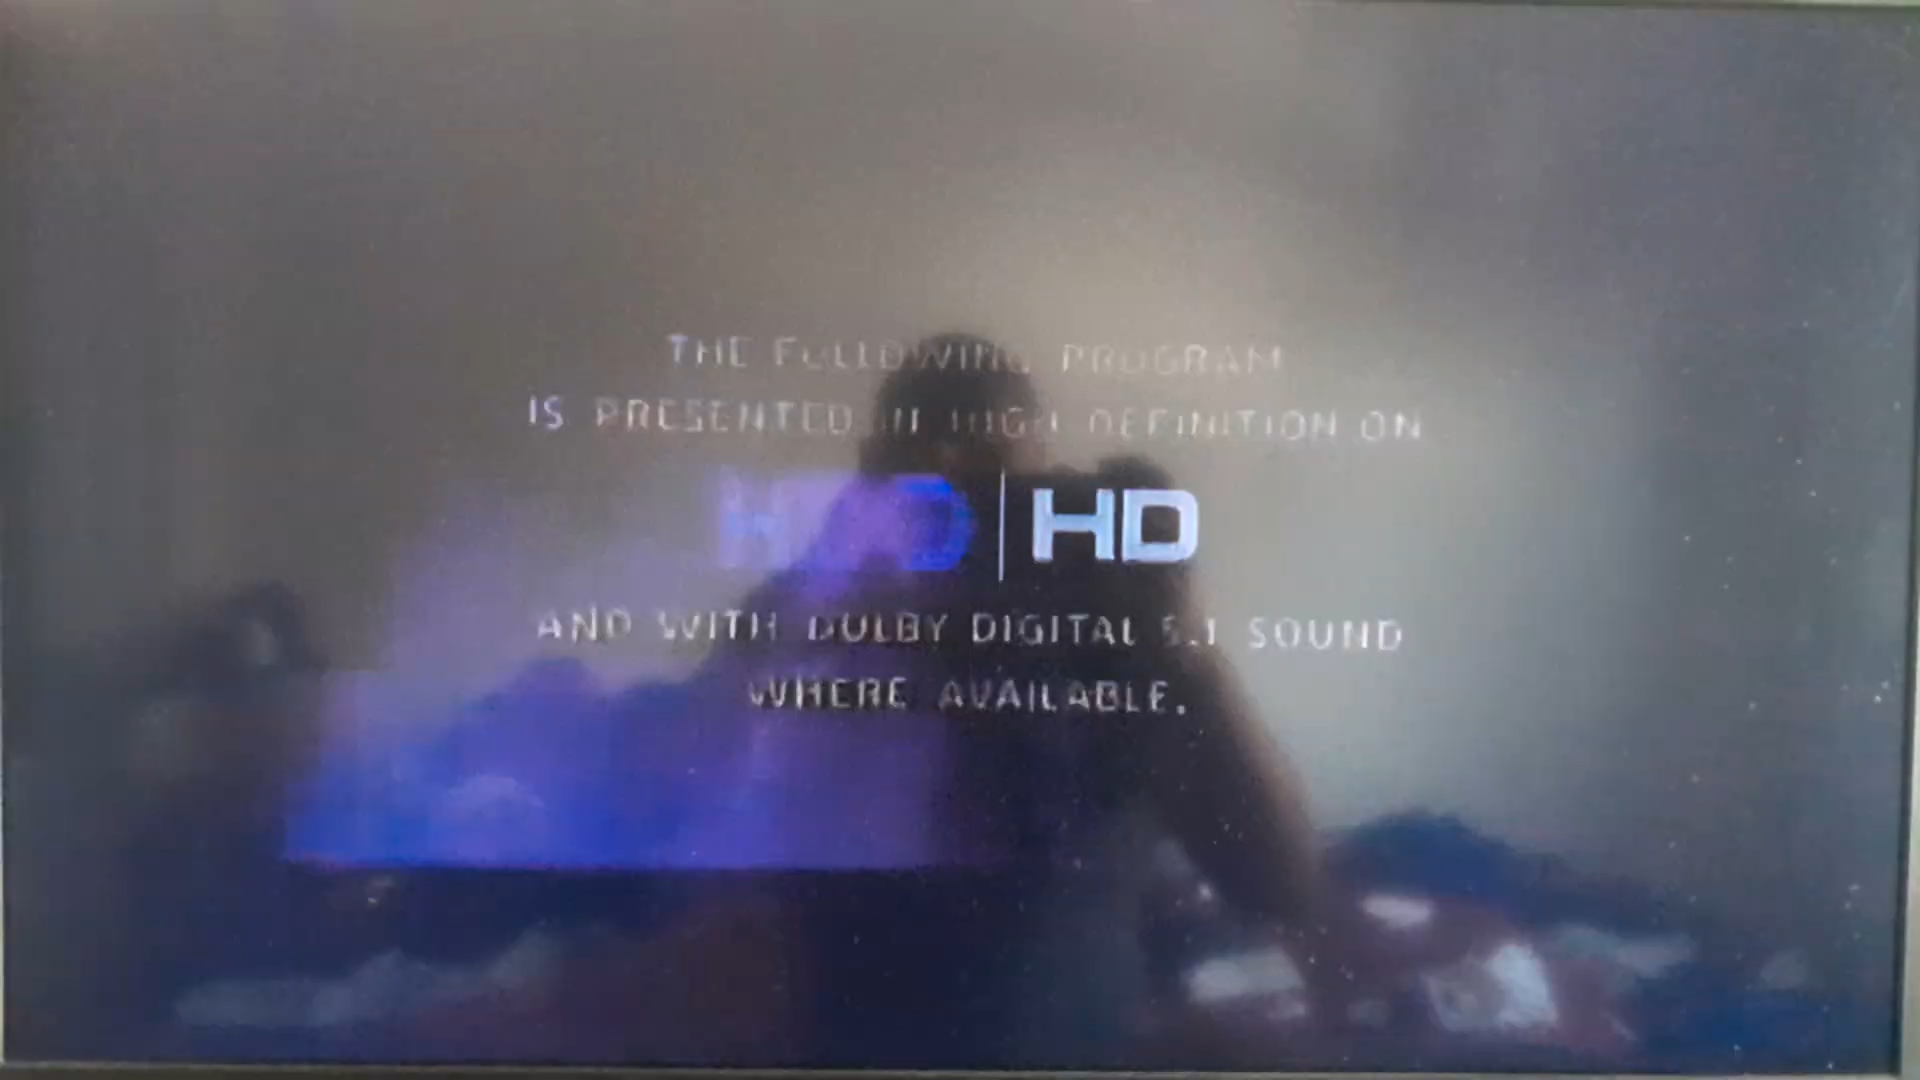 THE FOLLOWING PROGRAM
IS PRESENTED IN HIGH DEFINITION ON
HD
AND WITH DOLBY DIGITAL 5.1 SOUND
WHERE AVAILABLE.